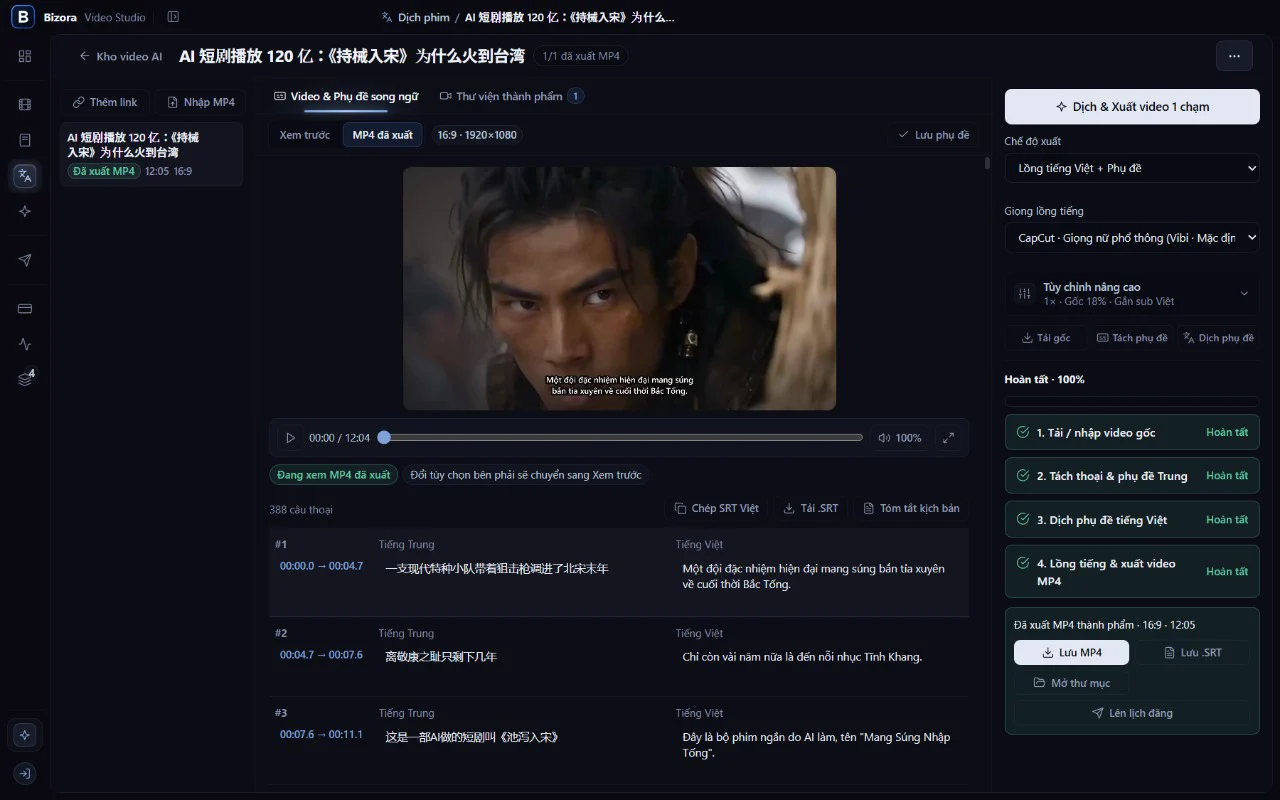 B Bizora Video Studio
Dịch phim / AI 短剧播放 120 亿：《持械入宋》为什么...
Kho video AI
AI 短剧播放 120 亿：《持械入宋》为什么火到台湾
1/1 đã xuất MP4
Thêm link
Nhập MP4
AI 短剧播放 120 亿：《持械
入宋》为什么火到台湾
Đã xuất MP4 12:05 16:9
4
Video & Phụ đề song ngữ
Thư viện thành phẩm 1
Xem trước
MP4 đã xuất
16:9 · 1920×1080
Lưu phụ đề
Một đội đặc nhiệm hiện đại mang súng
bắn tỉa xuyên về cuối thời Bắc Tống.
00:00 / 12:04
100%
Đang xem MP4 đã xuất
Đổi tùy chọn bên phải sẽ chuyển sang Xem trước
388 câu thoại
Chép SRT Việt
Tải .SRT
Tóm tắt kịch bản
#1
Tiếng Trung
Tiếng Việt
00:00.0 → 00:04.7
一支现代特种小队带着狙击枪调进了北宋末年
Một đội đặc nhiệm hiện đại mang súng bắn tỉa xuyên
về cuối thời Bắc Tống.
#2
Tiếng Trung
Tiếng Việt
00:04.7 → 00:07.6
离敬康之耻只剩下几年
Chỉ còn vài năm nữa là đến nỗi nhục Tĩnh Khang.
#3
Tiếng Trung
Tiếng Việt
00:07.6 → 00:11.1
这是一部AI做的短剧叫《池泻入宋》
Đây là bộ phim ngắn do AI làm, tên "Mang Súng Nhập
Tống".
Dịch & Xuất video 1 chạm
Chế độ xuất
Lồng tiếng Việt + Phụ đề
Giọng lồng tiếng
CapCut · Giọng nữ phổ thông (Vibi · Mặc địn
Tùy chỉnh nâng cao
1× · Gốc 18% · Gắn sub Việt
Tải gốc
Tách phụ đề
Dịch phụ đề
Hoàn tất · 100%
1. Tải / nhập video gốc
Hoàn tất
2. Tách thoại & phụ đề Trung
Hoàn tất
3. Dịch phụ đề tiếng Việt
Hoàn tất
4. Lồng tiếng & xuất video
MP4
Hoàn tất
Đã xuất MP4 thành phẩm · 16:9 · 12:05
Lưu MP4
Lưu .SRT
Mở thư mục
Lên lịch đăng